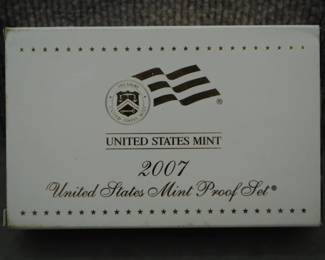 ®
UNITED STATES MINT
2007
United States Mint Proof Set®